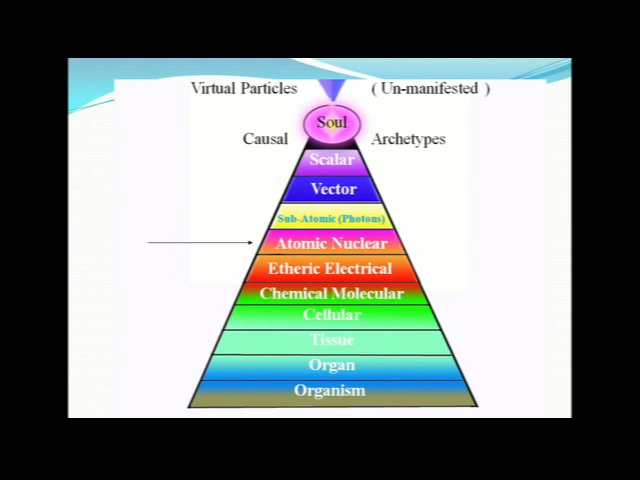 Virtual Particles ( Un-manifested )
Soul
Causal Archetypes
Scalar
Vector
Sub-Atomic (Photons)
Atomic Nuclear
Etheric Electrical
Chemical Molecular
Cellular
Tissue
Organ
Organism